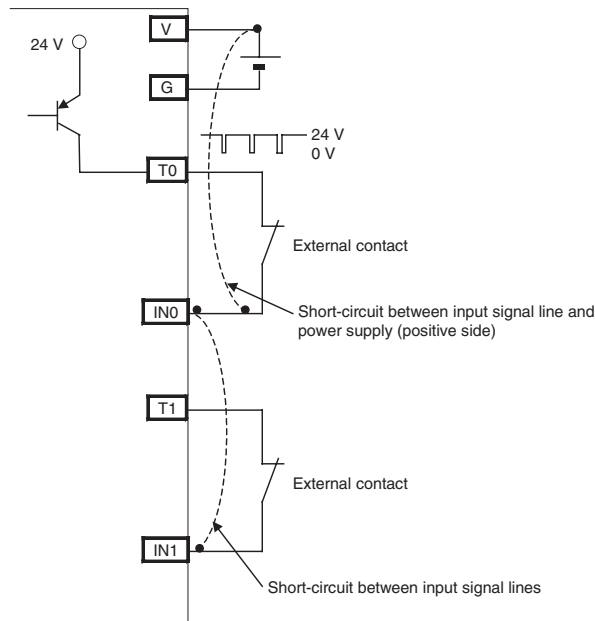 V
24 V
G
24 V
0 V
T0
External contact
IN0
Short-circuit between input signal line and
power supply (positive side)
T1
External contact
IN1
Short-circuit between input signal lines